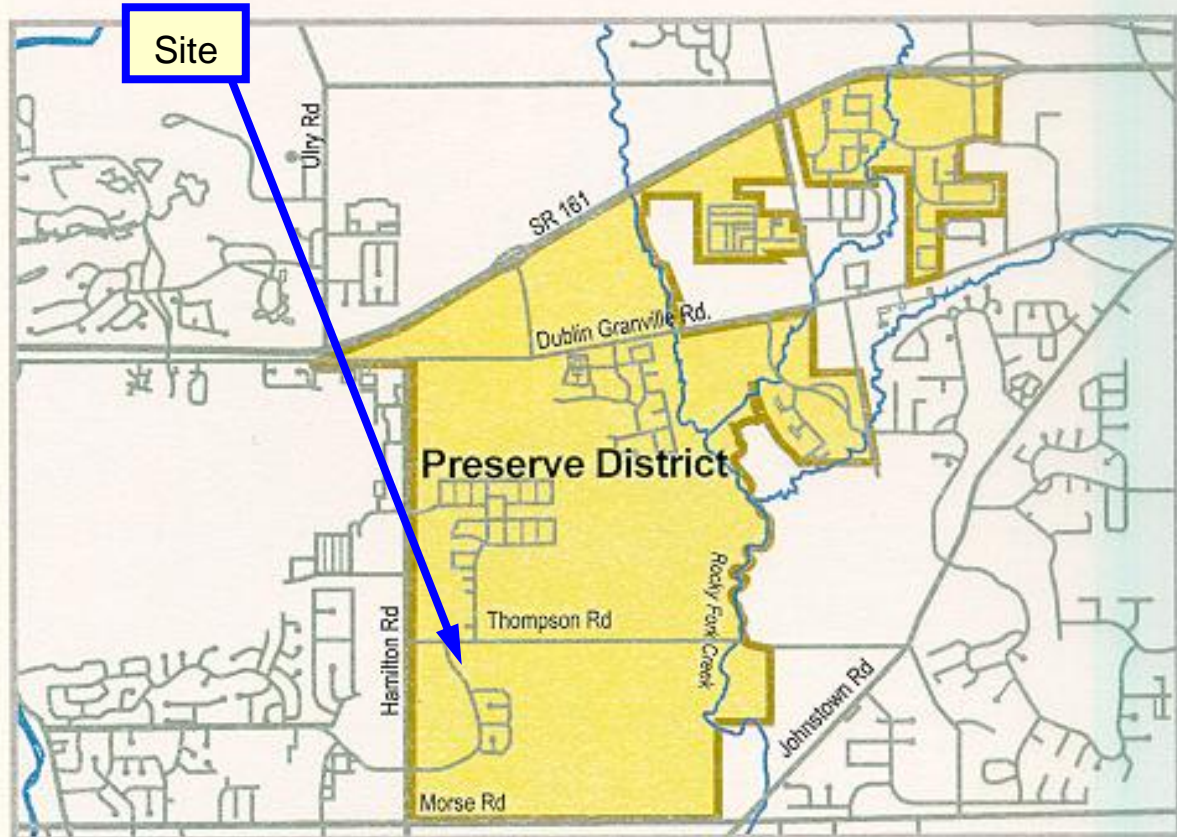 Site
Ulry Rd
SR 161
Dublin Granville Rd.
Preserve District
Rocky Fork Creek
Thompson Rd
Hamilton Rd
Johnstown Rd
Morse Rd